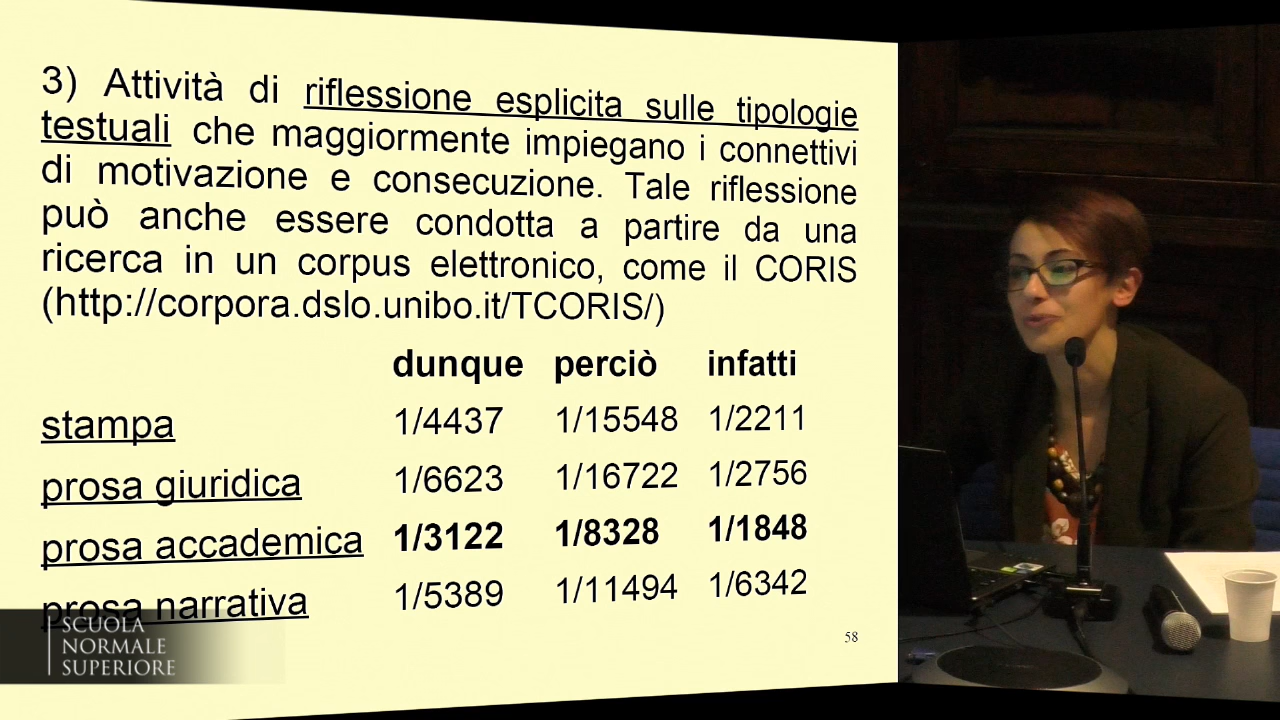 3) Attività di riflessione esplicita sulle tipologie
testuali che maggiormente impiegano i connettivi
di motivazione e consecuzione. Tale riflessione
può anche essere condotta a partire da una
ricerca in un corpus elettronico, come il CORIS
(http://corpora.dslo.unibo.it/TCORIS/)
dunque perciò infatti
stampa 1/4437 1/15548 1/2211
prosa giuridica 1/6623 1/16722 1/2756
prosa accademica 1/3122 1/8328 1/1848
prosa narrativa 1/5389 1/11494 1/6342
58
SCUOLA
NORMALE
SUPERIORE